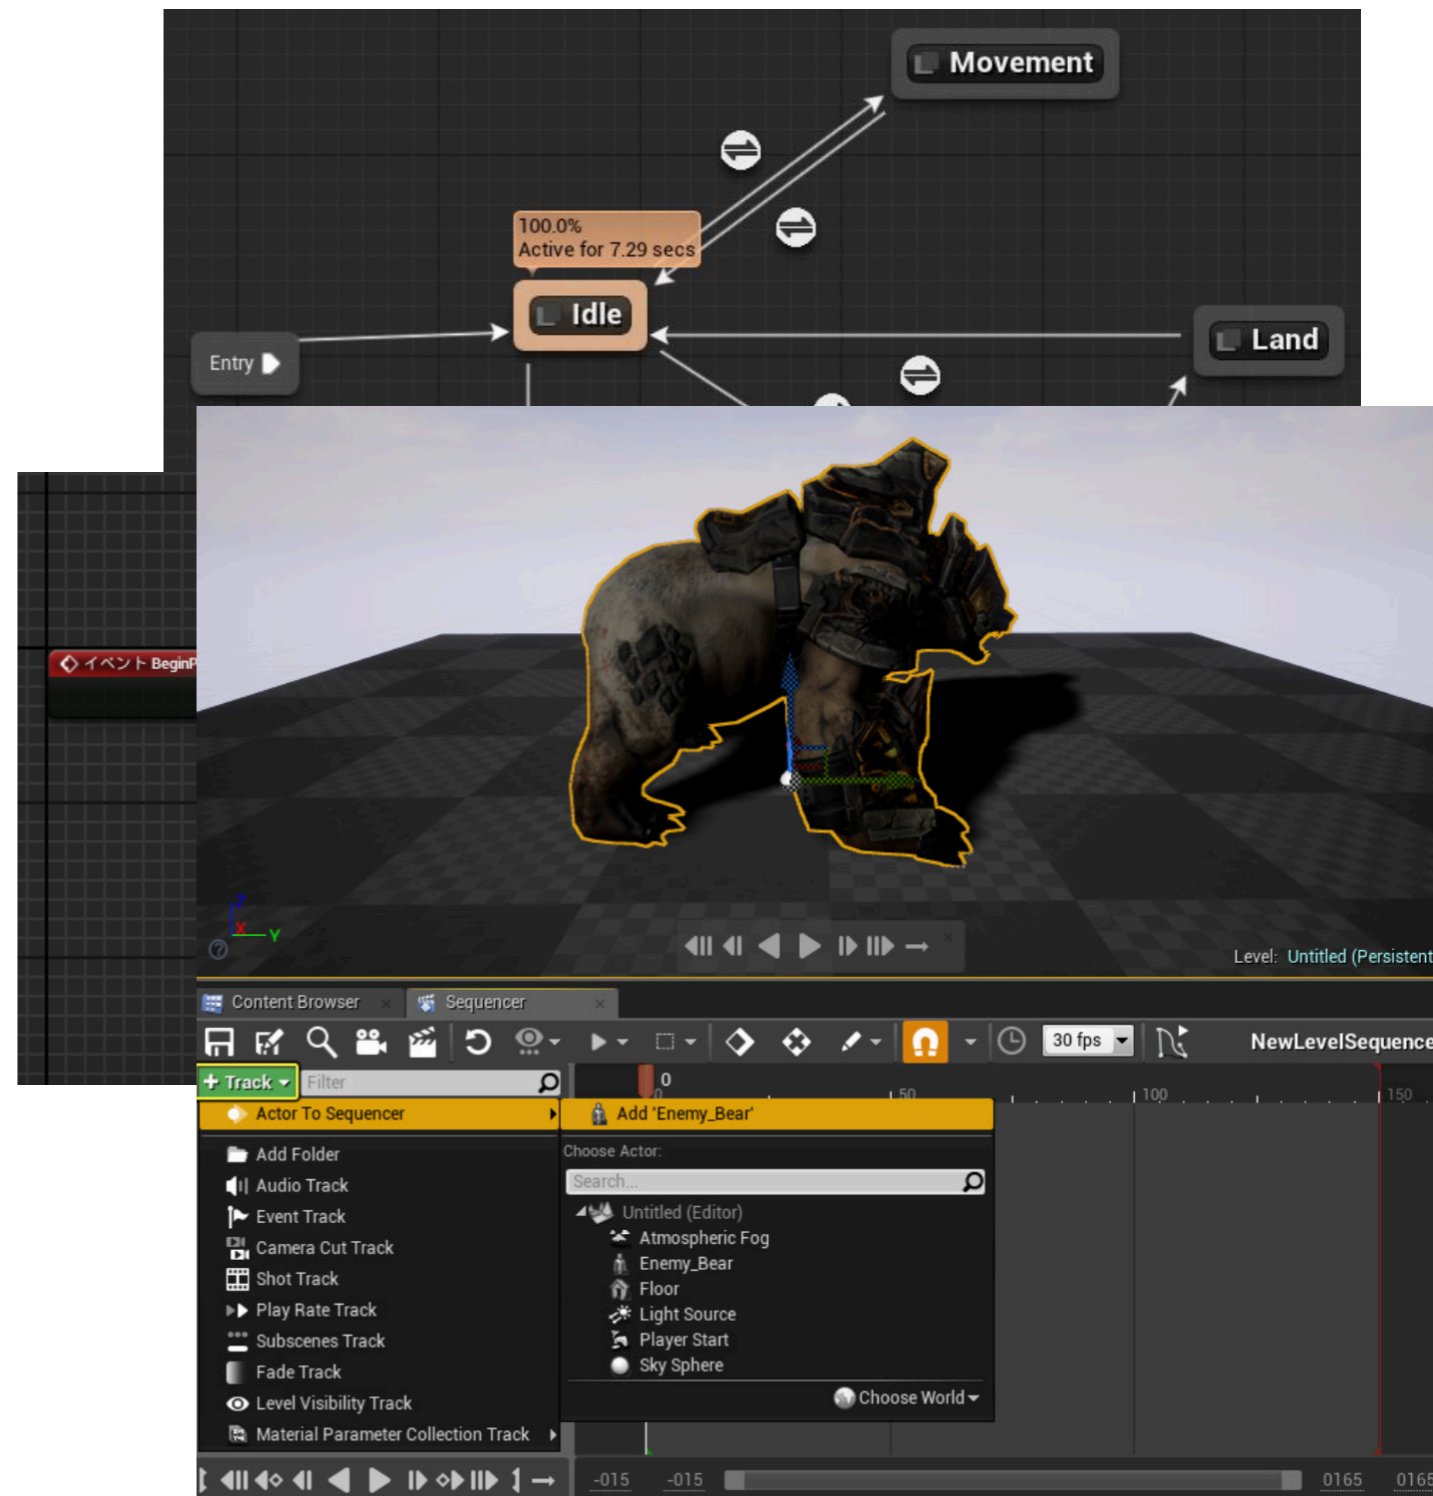 Movement
100.0%
Active for 7.29 secs
Idle
Entry
Land
イベント BeginP
Z
X
Y
Level: Untitled (Persistent
Content Browser
Sequencer
30 fps
NewLevelSequence
+ Track
Filter
0
0
50
100
150
Actor To Sequencer
Add 'Enemy_Bear'
Add Folder
Audio Track
Event Track
Camera Cut Track
Shot Track
Play Rate Track
Subscenes Track
Fade Track
Level Visibility Track
Material Parameter Collection Track
Choose Actor:
Search...
Untitled (Editor)
Atmospheric Fog
Enemy_Bear
Floor
Light Source
Player Start
Sky Sphere
Choose World
-015
-015
0165
0165